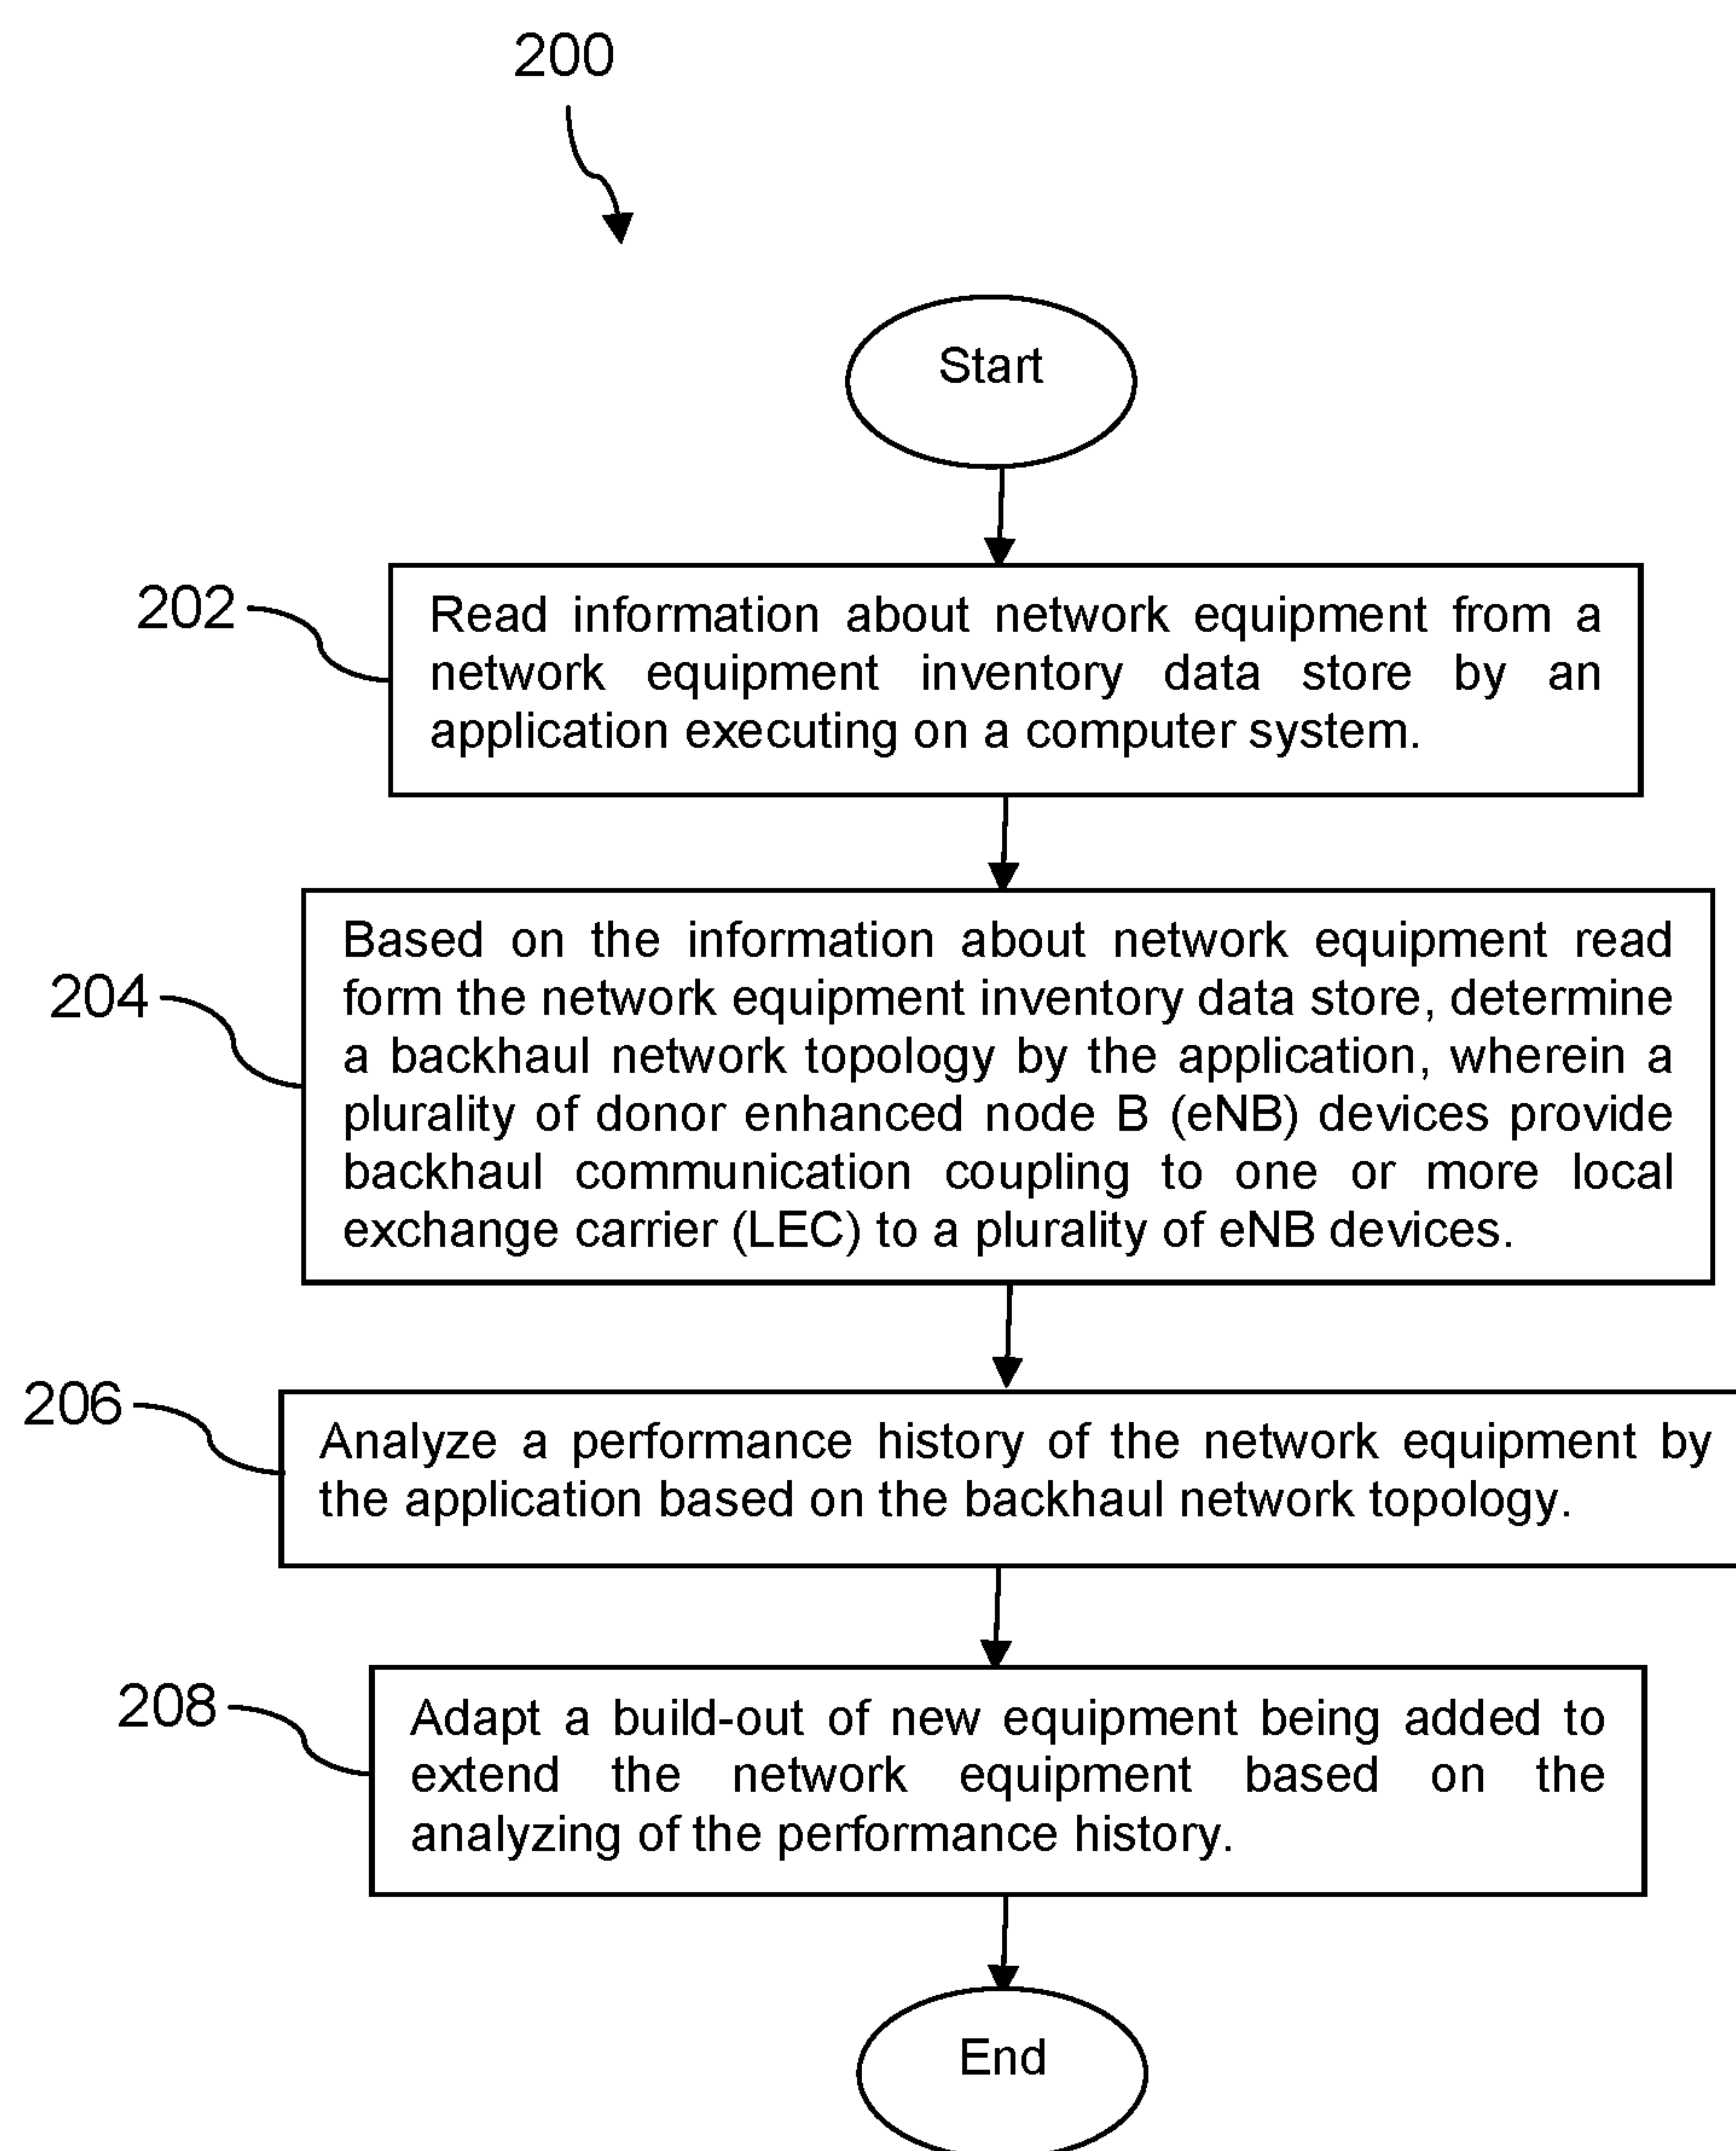 200
Start
202
Read information about network equipment from a
network equipment inventory data store by an
application executing on a computer system.
204
Based on the information about network equipment read
form the network equipment inventory data store, determine
a backhaul network topology by the application, wherein a
plurality of donor enhanced node B (eNB) devices provide
backhaul communication coupling to one or more local
exchange carrier (LEC) to a plurality of eNB devices.
206
Analyze a performance history of the network equipment by
the application based on the backhaul network topology.
208
Adapt a build-out of new equipment being added to
extend the network equipment based on the
analyzing of the performance history.
End